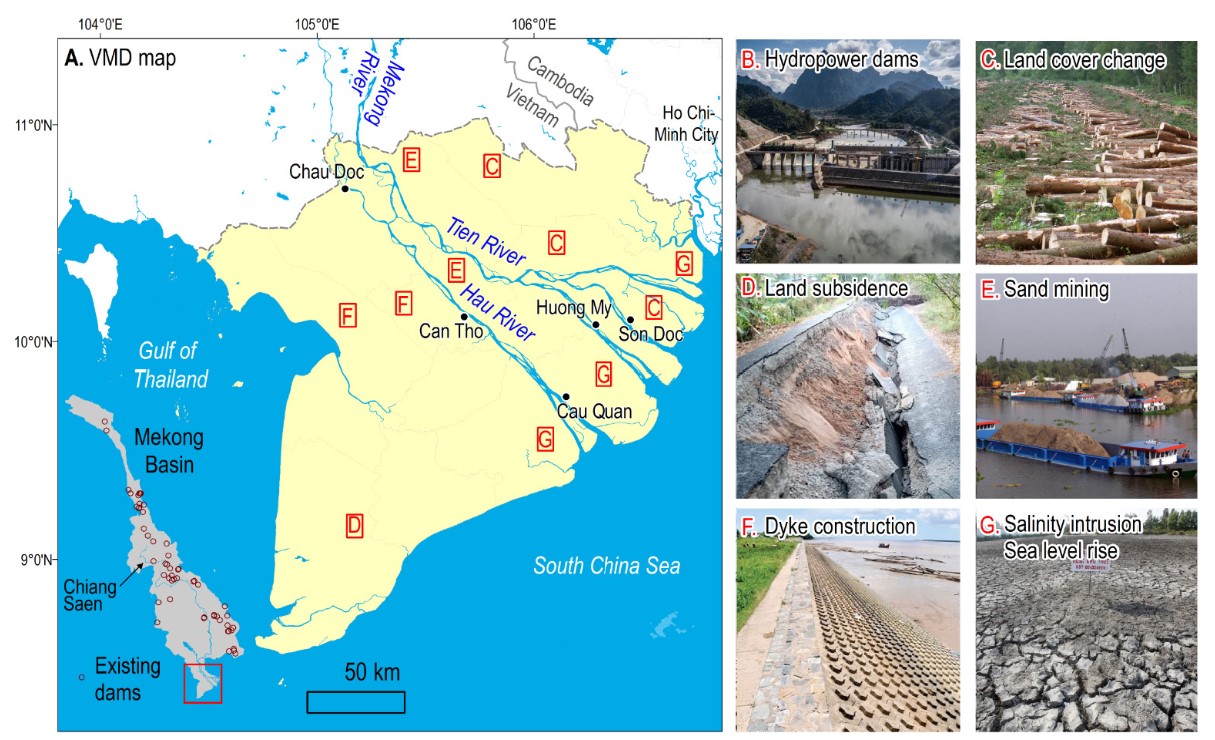 104°0'E
105°0'E
106°0'E
A. VMD map
11°0'N
10°0'N
9°0'N
Mekong
River
Cambodia
Vietnam
Ho Chi-
Minh City
Chau Doc
E
C
Tien River
C
G
E
Hau River
F
F
Huong My
C
Son Doc
Can Tho
Gulf of
Thailand
G
Cau Quan
G
Mekong
Basin
D
South China Sea
Chiang
Saen
Existing
dams
50 km
B. Hydropower dams
C. Land cover change
D. Land subsidence
E. Sand mining
F. Dyke construction
G. Salinity intrusion
Sea level rise